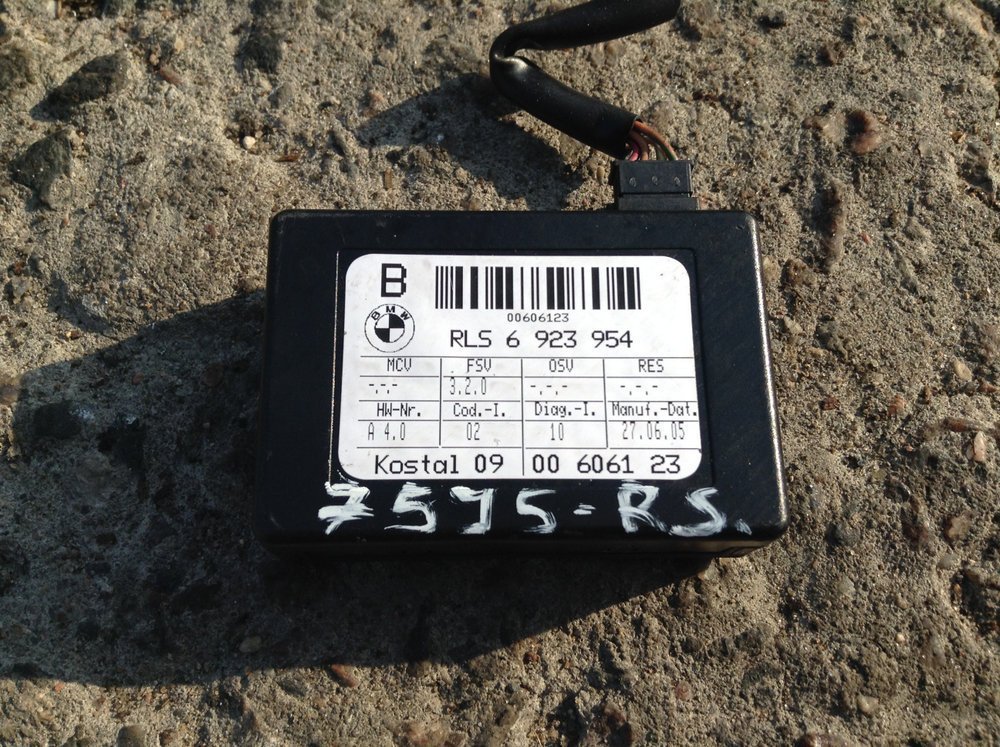 B
BMW
00606123
RLS 6 923 954
MCV FSV OSV RES
-.-.- 3.2.0 -.-.- -.-.-
HW-Nr. Cod.-I. Diag.-I. Manuf.-Dat.
A 4.0 02 10 27.06.05
Kostal 09 00 6061 23
7595-RS.